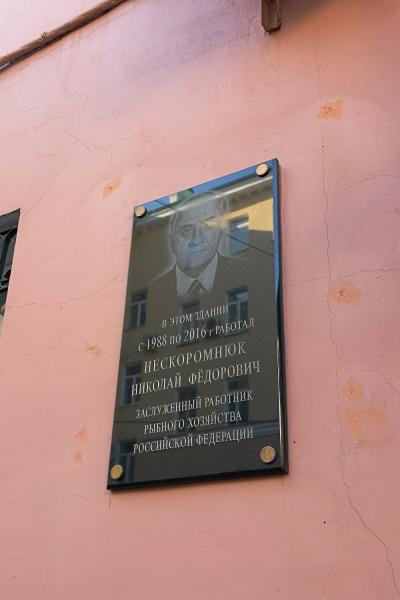 В ЭТОМ ЗДАНИИ
С 1988 ПО 2016 г РАБОТАЛ
НЕСКОРОМНЮК
НИКОЛАЙ ФЁДОРОВИЧ
ЗАСЛУЖЕННЫЙ РАБОТНИК
РЫБНОГО ХОЗЯЙСТВА
РОССИЙСКОЙ ФЕДЕРАЦИИ